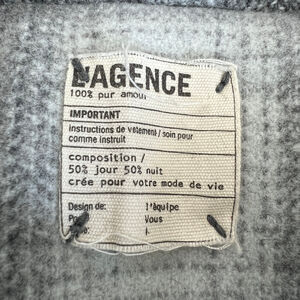 L'AGENCE
100% pur amour
IMPORTANT
instructions de vetement / soin pour
comme instruit
composition /
50% jour 50% nuit
crée pour votre mode de vie
Design de: l'équipe
Vous